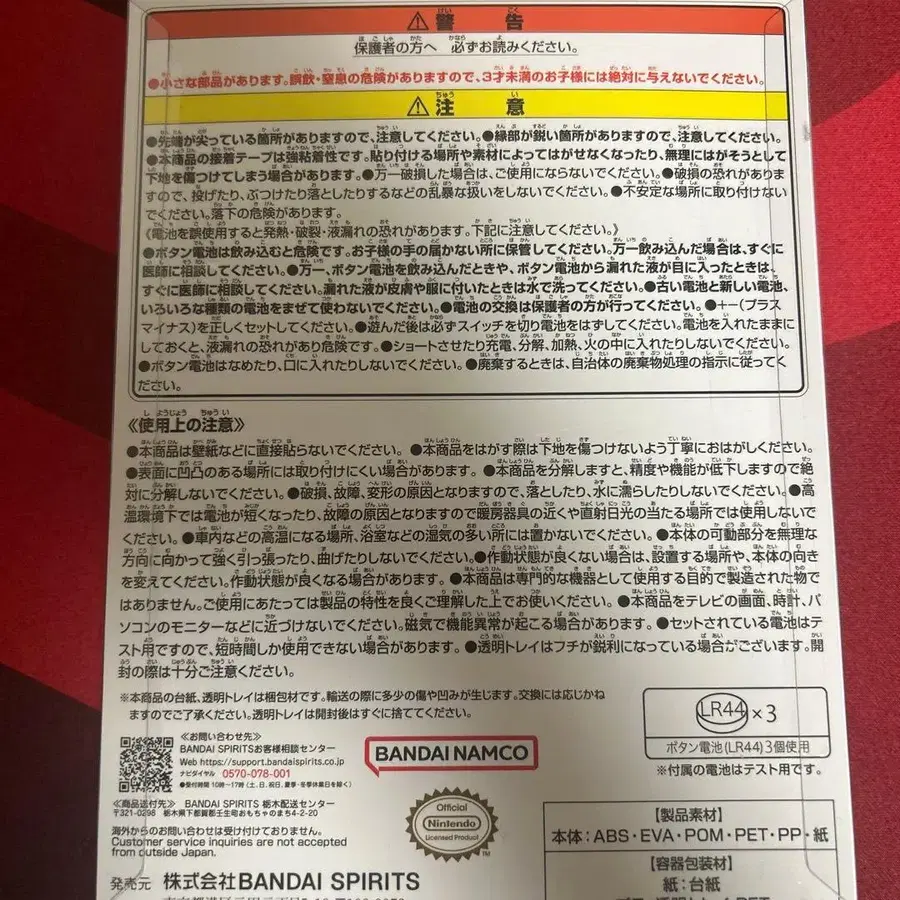 ⚠警告
保護者の方へ 必ずお読みください。
●小さな部品があります。誤飲・窒息の危険がありますので、3才未満のお子様には絶対に与えないでください。
⚠注意
●先端が尖っている箇所がありますので、注意してください。●縁部が鋭い箇所がありますので、注意してください。
●本商品の接着テープは強粘着性です。貼り付ける場所や素材によってはがせなくなったり、無理にはがそうとして
下地を傷つけてしまう場合があります。●万一破損した場合は、ご使用にならないでください。●破損の恐れがありま
すので、投げたり、ぶつけたり落としたりするなどの乱暴な扱いをしないでください。●不安定な場所に取り付けない
でください。落下の危険があります。
《電池を誤使用すると発熱・破裂・液漏れの恐れがあります。下記に注意してください。》
●ボタン電池は飲み込むと危険です。お子様の手の届かない所に保管してください。万一飲み込んだ場合は、すぐに
医師に相談してください。●万一、ボタン電池を飲み込んだときや、ボタン電池から漏れた液が目に入ったときは、
すぐに医師に相談してください。漏れた液が皮膚や服に付いたときは水で洗ってください。●古い電池と新しい電池、
いろいろな種類の電池をまぜて使わないでください。●電池の交換は保護者の方が行ってください。●+−(プラス
マイナス)を正しくセットしてください。●遊んだ後は必ずスイッチを切り電池をはずしてください。電池を入れたままに
しておくと、液漏れの恐れがあり危険です。●ショートさせたり充電、分解、加熱、火の中に入れたりしないでください。
●ボタン電池はなめたり、口に入れたりしないでください。●廃棄するときは、自治体の廃棄物処理の指示に従ってく
ださい。
《使用上の注意》
●本商品は壁紙などに直接貼らないでください。●本商品をはがす際は下地を傷つけないよう丁寧におはがしください。
●表面に凹凸のある場所には取り付けにくい場合があります。●本商品を分解しますと、精度や機能が低下しますので絶
対に分解しないでください。●破損、故障、変形の原因となりますので、落としたり、水に濡らしたりしないでください。●高
温環境下では電池が短くなったり、故障の原因となりますので暖房器具の近くや直射日光の当たる場所では使用しないで
ください。●車内などの高温になる場所、浴室などの湿気の多い所には置かないでください。●本体の可動部分を無理な
方向に向かって強く引っ張ったり、曲げたりしないでください。●作動状態が良くない場合は、設置する場所や、本体の向き
を変えてください。作動状態が良くなる場合があります。●本商品は専門的な機器として使用する目的で製造された物で
はありません。ご使用にあたっては製品の特性を良くご理解した上でお使いください。●本商品をテレビの画面、時計、パ
ソコンのモニターなどに近づけないでください。磁気で機能異常が起こる場合があります。●セットされている電池はテ
スト用ですので、短時間しか使用できない場合があります。●透明トレイはフチが鋭利になっている場合がございます。開
封の際は十分ご注意ください。
※本商品の台紙、透明トレイは梱包材です。輸送の際に多少の傷や凹みが生じます。交換には応じかね
ますのでご了承ください。透明トレイは開封後はすぐに捨ててください。
LR44×3
ボタン電池(LR44)3個使用
※付属の電池はテスト用です。
《お問い合わせ先》
BANDAI SPIRITSお客様相談センター
Web https://support.bandaispirits.co.jp
ナビダイヤル 0570-078-001
●受付時間 10時〜17時(土、日、祝日、夏季・冬季休業日を除く)
BANDAI NAMCO
《商品送付先》 BANDAI SPIRITS 栃木配送センター
〒321-0298 栃木県下都賀郡壬生町おもちゃのまち4-2-20
海外からのお問い合わせは受け付けておりません。
Customer service inquiries are not accepted
from outside Japan.
Official
Nintendo
Licensed Product
TM
発売元 株式会社BANDAI SPIRITS
【製品素材】
本体:ABS・EVA・POM・PET・PP・紙
【容器包装材】
紙:台紙